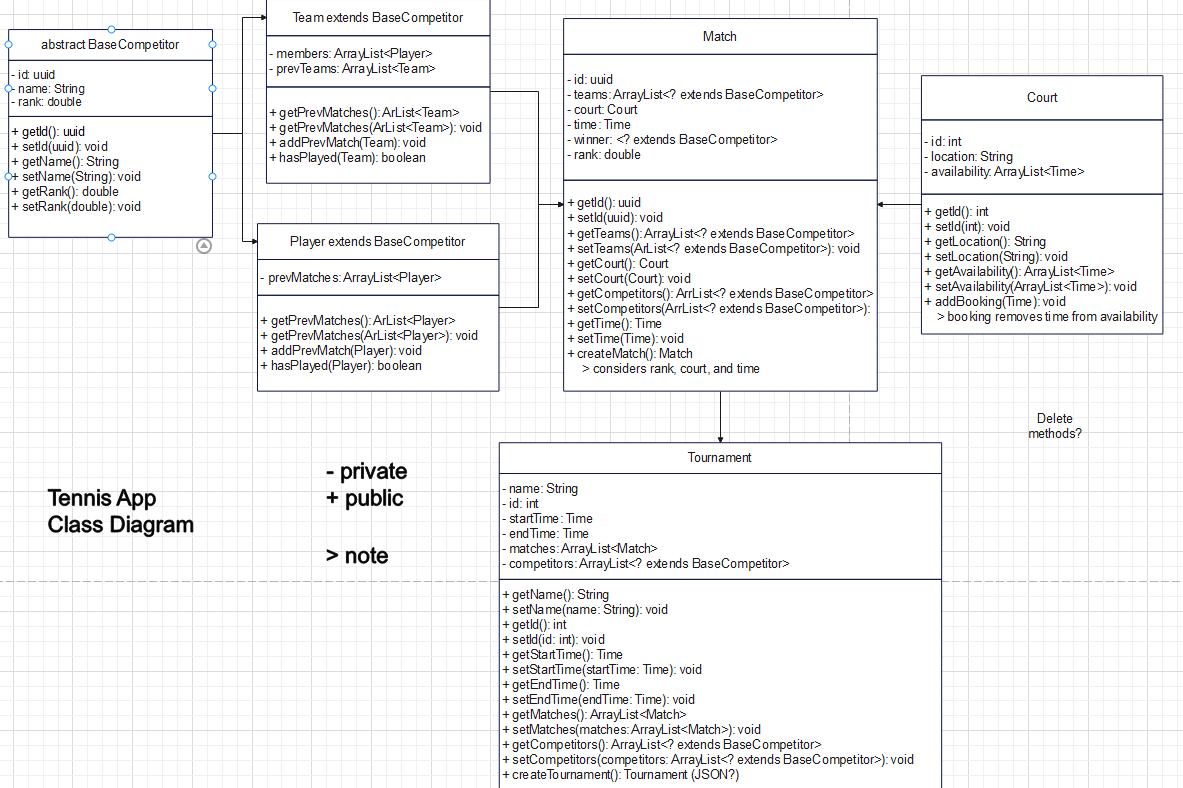 abstract BaseCompetitor
- id: uuid
- name: String
- rank: double
+ getId(): uuid
+ setId(uuid): void
+ getName(): String
+ setName(String): void
+ getRank(): double
+ setRank(double): void
Team extends BaseCompetitor
- members: ArrayList<Player>
- prevTeams: ArrayList<Team>
+ getPrevMatches(): ArList<Team>
+ getPrevMatches(ArList<Team>): void
+ addPrevMatch(Team): void
+ hasPlayed(Team): boolean
Player extends BaseCompetitor
- prevMatches: ArrayList<Player>
+ getPrevMatches(): ArList<Player>
+ getPrevMatches(ArList<Player>): void
+ addPrevMatch(Player): void
+ hasPlayed(Player): boolean
Match
- id: uuid
- teams: ArrayList<? extends BaseCompetitor>
- court: Court
- time: Time
- winner: <? extends BaseCompetitor>
- rank: double
+ getId(): uuid
+ setId(uuid): void
+ getTeams(): ArrayList<? extends BaseCompetitor>
+ setTeams(ArList<? extends BaseCompetitor>): void
+ getCourt(): Court
+ setCourt(Court): void
+ getCompetitors(): ArrList<? extends BaseCompetitor>
+ setCompetitors(ArrList<? extends BaseCompetitor>):
+ getTime(): Time
+ setTime(Time): void
+ createMatch(): Match
> considers rank, court, and time
Court
- id: int
- location: String
- availability: ArrayList<Time>
+ getId(): int
+ setId(int): void
+ getLocation(): String
+ setLocation(String): void
+ getAvailability(): ArrayList<Time>
+ setAvailability(ArrayList<Time>): void
+ addBooking(Time): void
> booking removes time from availability
Delete
methods?
Tennis App
Class Diagram
- private
+ public
> note
Tournament
- name: String
- id: int
- startTime: Time
- endTime: Time
- matches: ArrayList<Match>
- competitors: ArrayList<? extends BaseCompetitor>
+ getName(): String
+ setName(name: String): void
+ getId(): int
+ setId(id: int): void
+ getStartTime(): Time
+ setStartTime(startTime: Time): void
+ getEndTime(): Time
+ setEndTime(endTime: Time): void
+ getMatches(): ArrayList<Match>
+ setMatches(matches: ArrayList<Match>): void
+ getCompetitors(): ArrayList<? extends BaseCompetitor>
+ setCompetitors(competitors: ArrayList<? extends BaseCompetitor>): void
+ createTournament(): Tournament (JSON?)